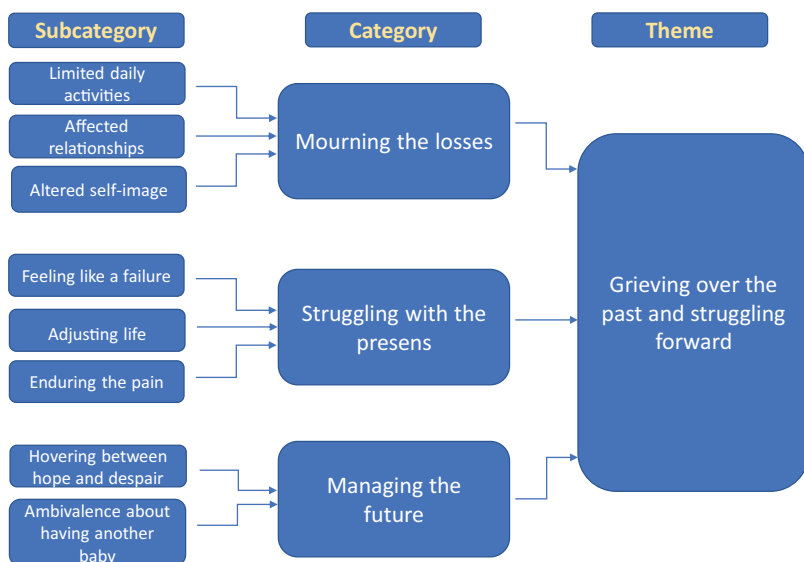 Subcategory
Category
Theme
Limited daily
activities
Affected
relationships
Altered self-image
Mourning the losses
Feeling like a failure
Adjusting life
Enduring the pain
Struggling with the
presens
Hovering between
hope and despair
Ambivalence about
having another
baby
Managing the
future
Grieving over the
past and struggling
forward